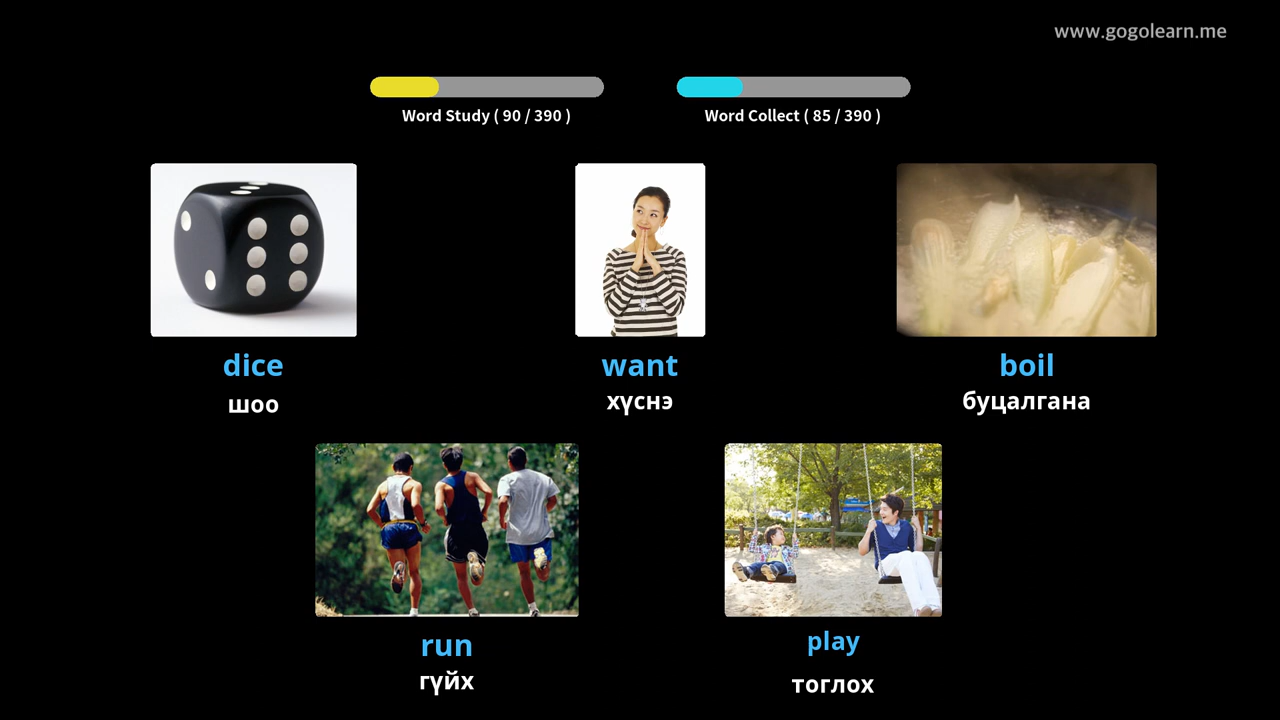 www.gogolearn.me
Word Study ( 90 / 390 )
Word Collect ( 85 / 390 )
dice
шоо
want
хүснэ
boil
буцалгана
run
гүйх
play
тоглох